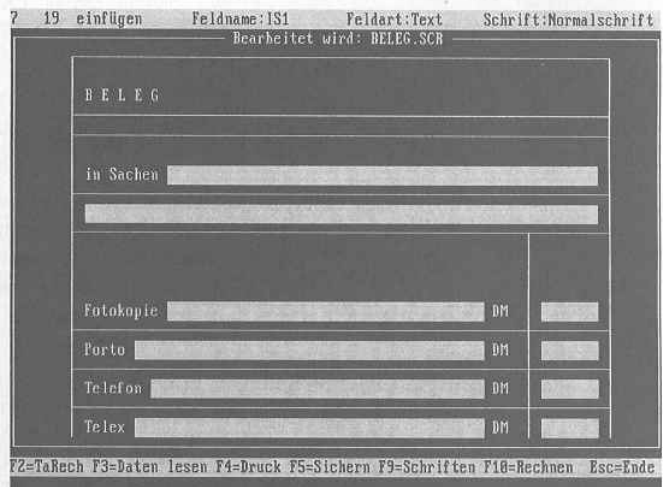 7 19 einfügen Feldname:IS1 Feldart:Text Schrift:Normalschrift
Bearbeitet wird: BELEG.SCR
B E L E G
in Sachen
Fotokopie DM
Porto DM
Telefon DM
Telex DM
F2=TaRech F3=Daten lesen F4=Druck F5=Sichern F9=Schriften F10=Rechnen Esc=Ende